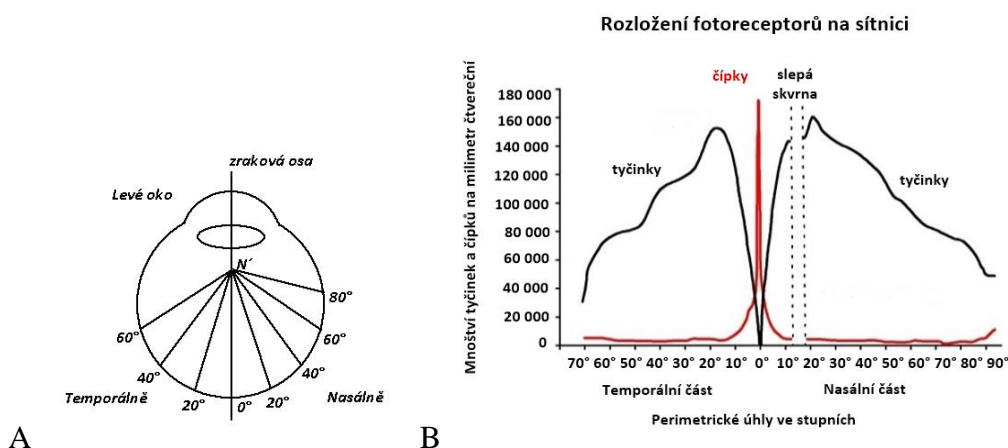 zraková osa
Levé oko
N´
80°
60°
60°
40°
40°
20°
0°
20°
Temporálně
Nasálně
A
Rozložení fotoreceptorů na sítnici
čípky
slepá
skvrna
tyčinky
tyčinky
Mnoštví tyčinek a čípků na milimetr čtvereční
180 000
160 000
140 000
120 000
100 000
80 000
60 000
40 000
20 000
0
70° 60 50 40 30 20 10 0 10 20 30 40 50 60 70 80 90°
Temporální část
Nasální část
Perimetrické úhly ve stupních
B